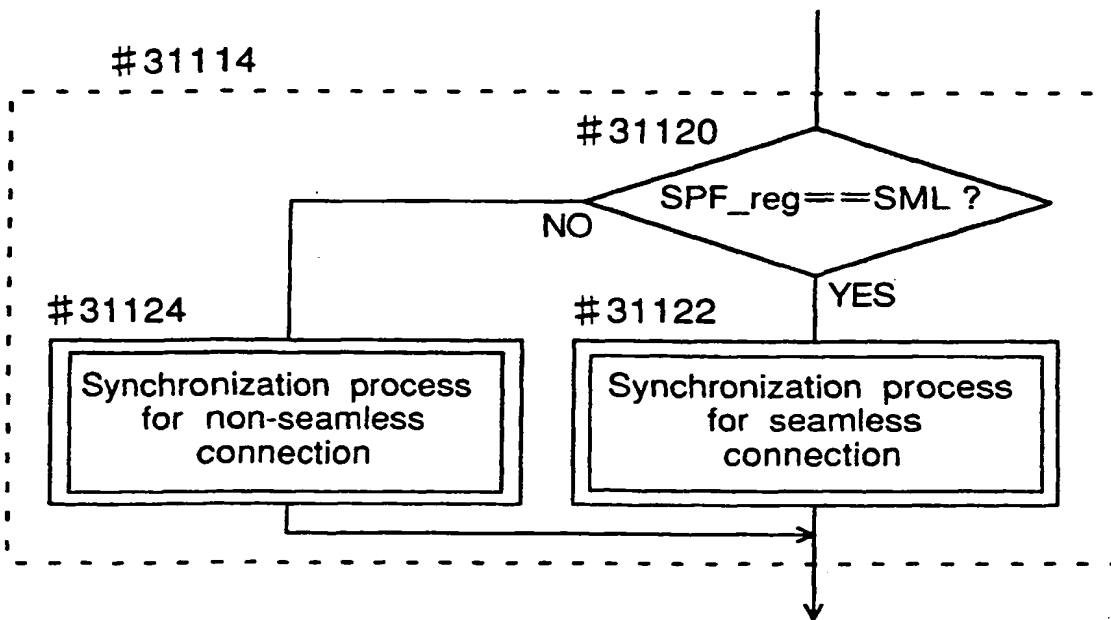 #31114
#31120
SPF_reg==SML ?
NO
YES
#31124
#31122
Synchronization process
for non-seamless
connection
Synchronization process
for seamless
connection